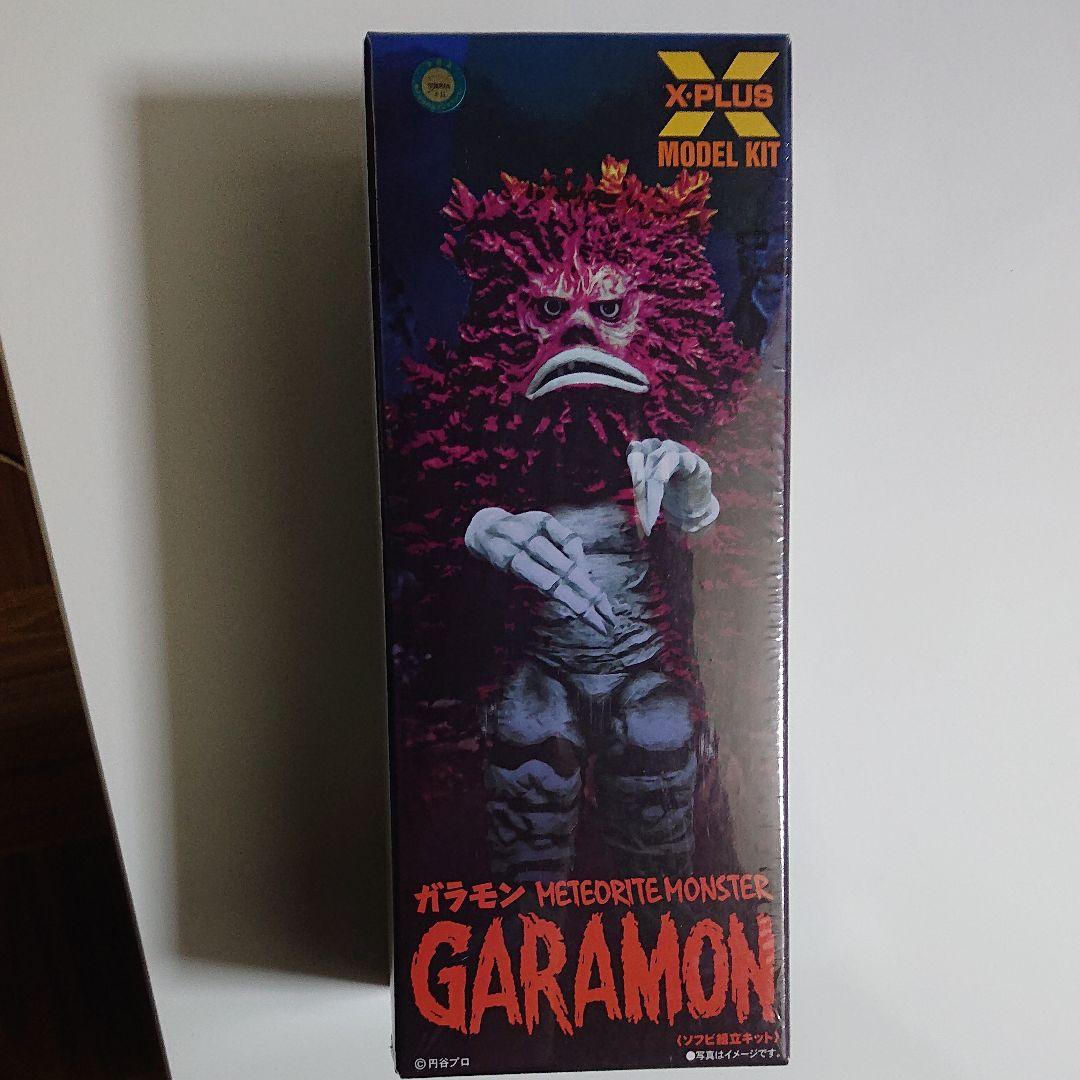 X-PLUS
MODEL KIT
ガラモン METEORITE MONSTER
GARAMON
(ソフビ組立キット)
©円谷プロ
●写真はイメージです。